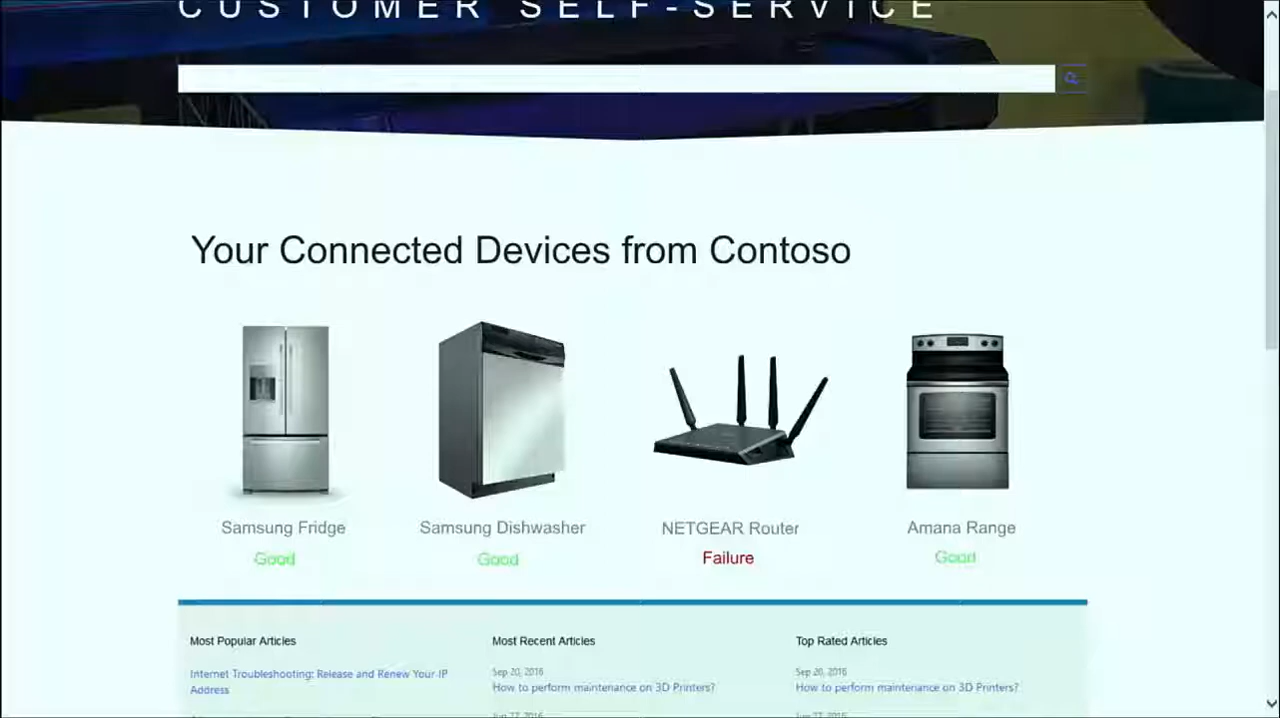 CUSTOMER SELF-SERVICE
Your Connected Devices from Contoso
Samsung Fridge
Good
Samsung Dishwasher
Good
NETGEAR Router
Failure
Amana Range
Good
Most Popular Articles
Internet Troubleshooting: Release and Renew Your IP
Address
Most Recent Articles
Sep 20, 2016
How to perform maintenance on 3D Printers?
Jun 27, 2016
Top Rated Articles
Sep 20, 2016
How to perform maintenance on 3D Printers?